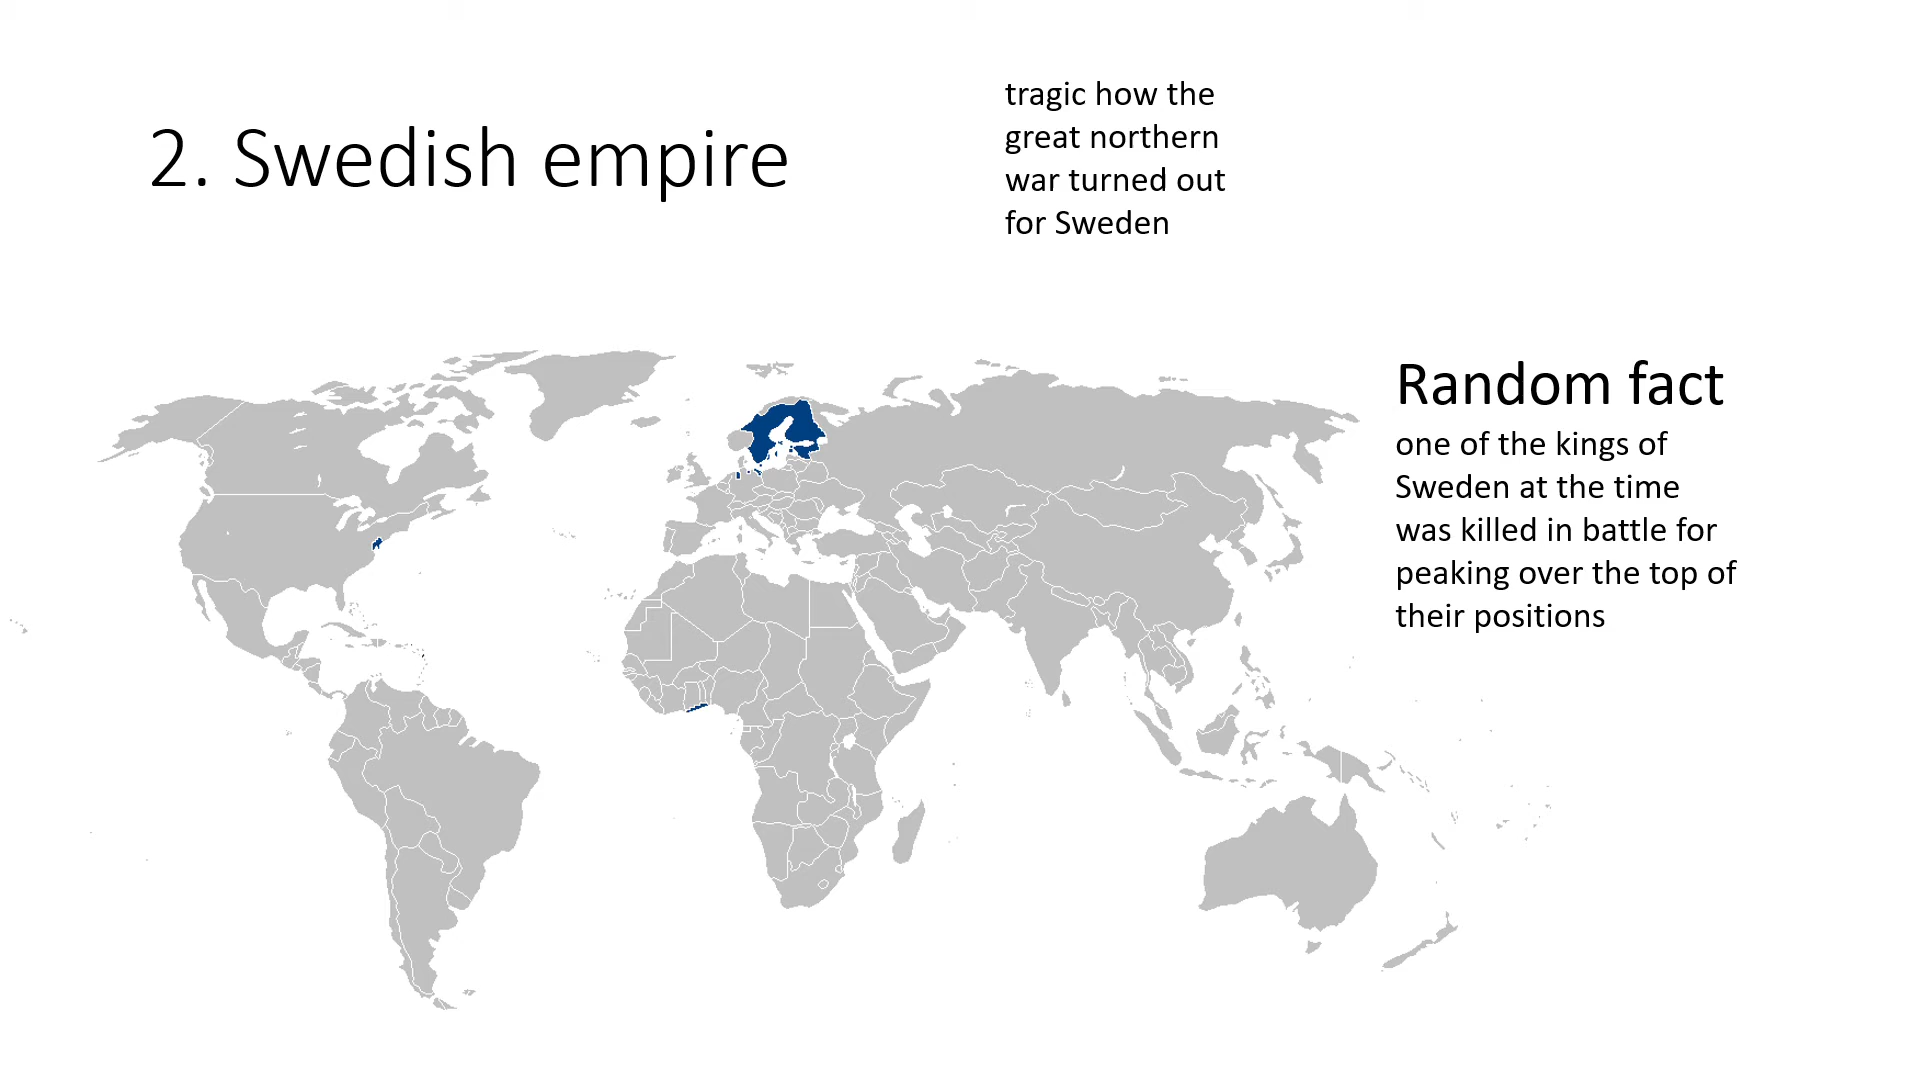 2. Swedish empire
tragic how the
great northern
war turned out
for Sweden
Random fact
one of the kings of
Sweden at the time
was killed in battle for
peaking over the top of
their positions